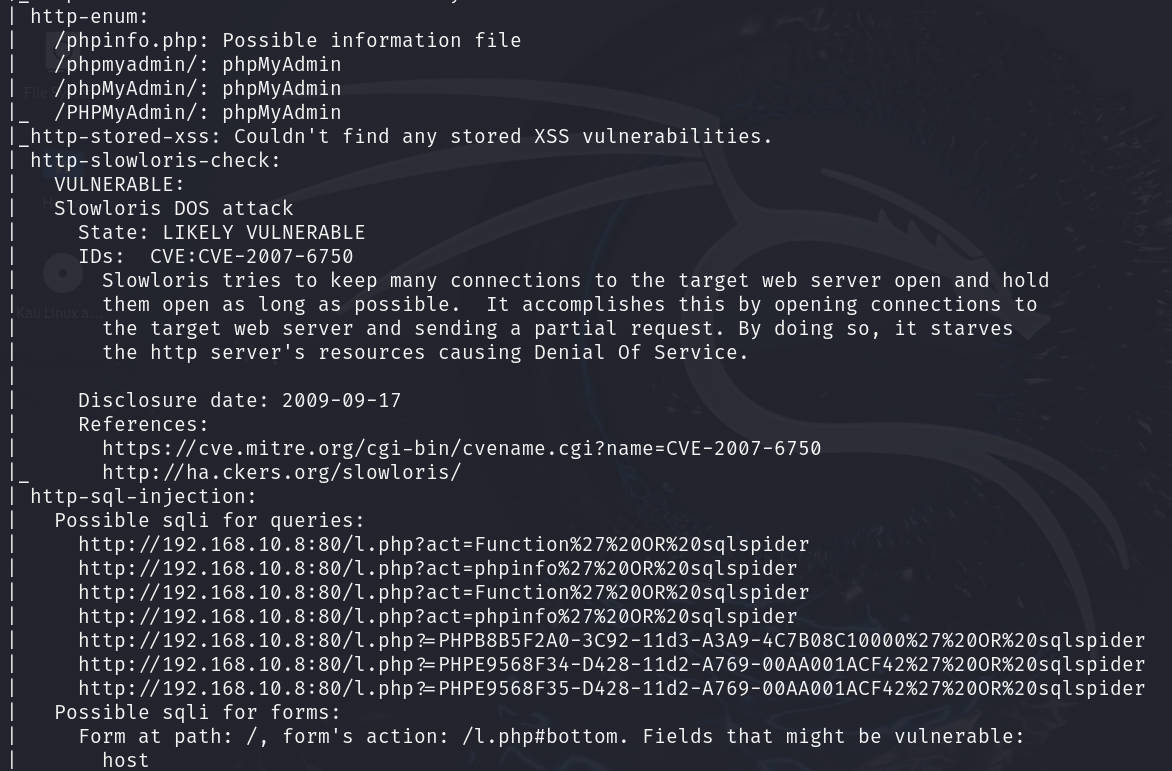 | http-enum:
|   /phpinfo.php: Possible information file
|   /phpmyadmin/: phpMyAdmin
|   /phpMyAdmin/: phpMyAdmin
|_  /PHPMyAdmin/: phpMyAdmin
|_http-stored-xss: Couldn't find any stored XSS vulnerabilities.
| http-slowloris-check:
|   VULNERABLE:
|   Slowloris DOS attack
|     State: LIKELY VULNERABLE
|     IDs:  CVE:CVE-2007-6750
|       Slowloris tries to keep many connections to the target web server open and hold
|       them open as long as possible.  It accomplishes this by opening connections to
|       the target web server and sending a partial request. By doing so, it starves
|       the http server's resources causing Denial Of Service.
|
|     Disclosure date: 2009-09-17
|     References:
|       https://cve.mitre.org/cgi-bin/cvename.cgi?name=CVE-2007-6750
|_      http://ha.ckers.org/slowloris/
| http-sql-injection:
|   Possible sqli for queries:
|     http://192.168.10.8:80/l.php?act=Function%27%20OR%20sqlspider
|     http://192.168.10.8:80/l.php?act=phpinfo%27%20OR%20sqlspider
|     http://192.168.10.8:80/l.php?act=Function%27%20OR%20sqlspider
|     http://192.168.10.8:80/l.php?act=phpinfo%27%20OR%20sqlspider
|     http://192.168.10.8:80/l.php?=PHPB8B5F2A0-3C92-11d3-A3A9-4C7B08C10000%27%20OR%20sqlspider
|     http://192.168.10.8:80/l.php?=PHPE9568F34-D428-11d2-A769-00AA001ACF42%27%20OR%20sqlspider
|     http://192.168.10.8:80/l.php?=PHPE9568F35-D428-11d2-A769-00AA001ACF42%27%20OR%20sqlspider
|   Possible sqli for forms:
|     Form at path: /, form's action: /l.php#bottom. Fields that might be vulnerable:
|       host